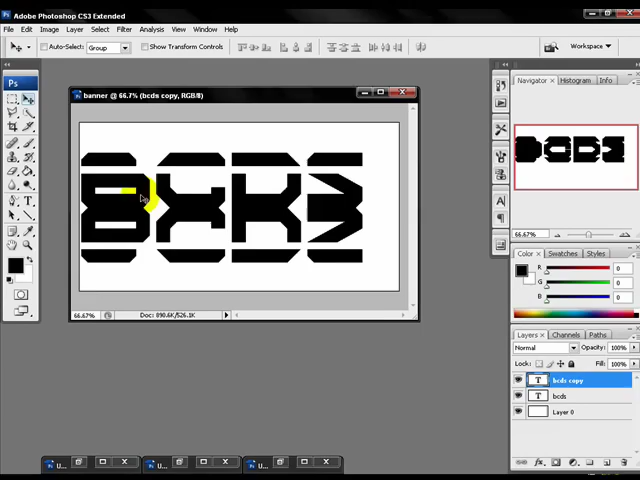 Adobe Photoshop CS3 Extended
File Edit Image Layer Select Filter Analysis View Window Help
Auto-Select: Group Show Transform Controls Workspace
Ps
banner @ 66.7% (bcds copy, RGB/8)
66.67% Doc: 890.6K/526.1K
Navigator Histogram Info
66.67%
Color Swatches Styles
R 0
G 0
B 0
Layers Channels Paths
Normal Opacity: 100%
Lock: Fill: 100%
T bcds copy
T bcds
Layer 0
U... U... U...